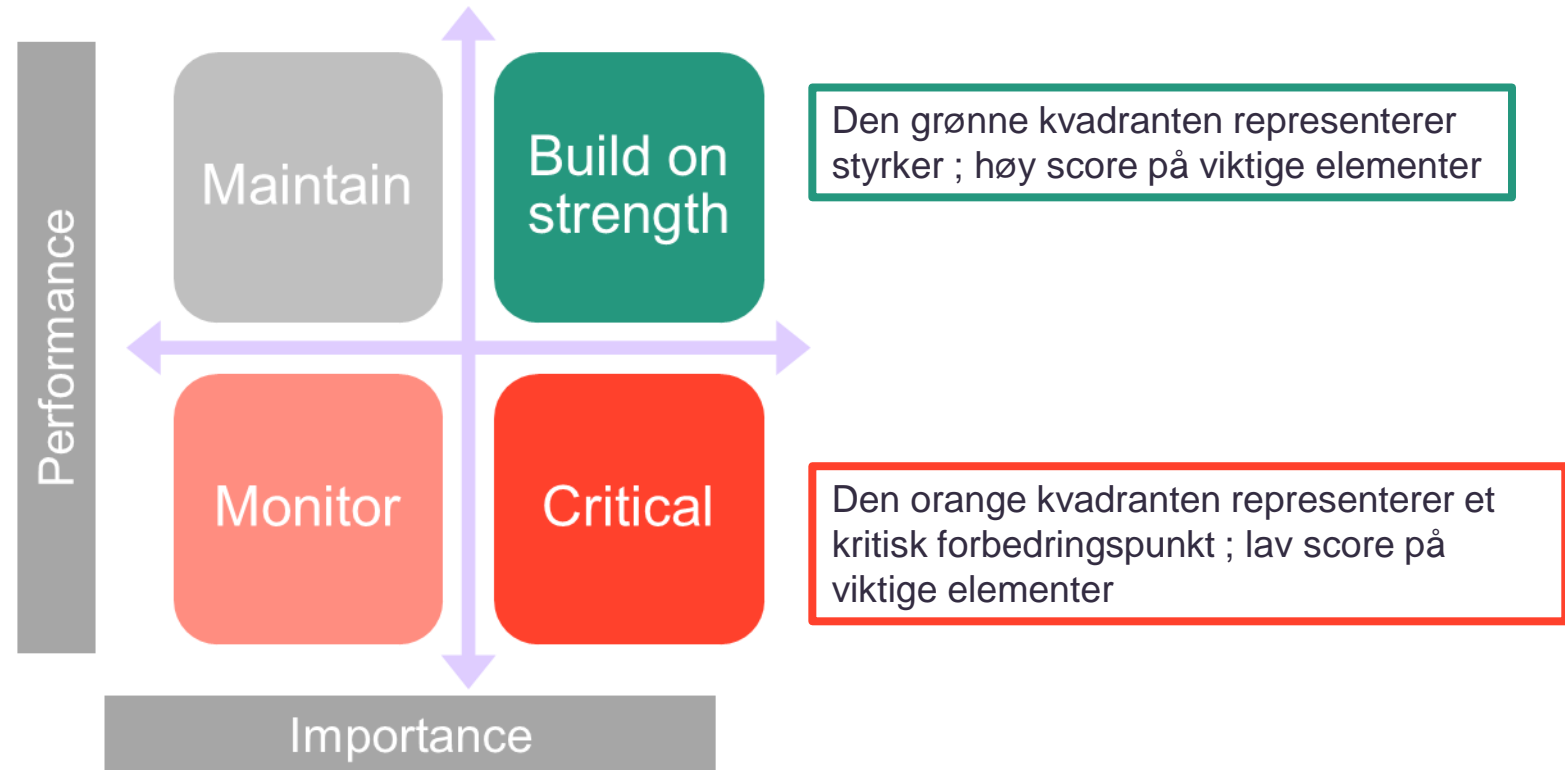 Performance
Maintain
Build on
strength
Den grønne kvadranten representerer
styrker ; høy score på viktige elementer
Monitor
Critical
Den orange kvadranten representerer et
kritisk forbedringspunkt ; lav score på
viktige elementer
Importance